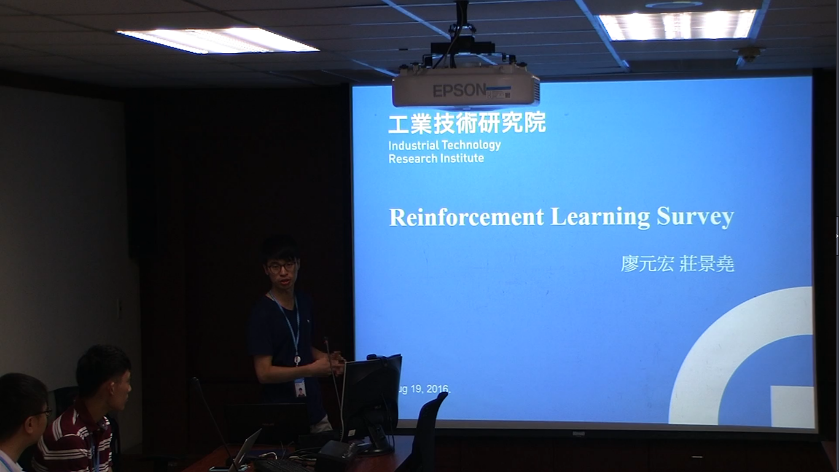 EPSON
工業技術研究院
Industrial Technology
Research Institute
Reinforcement Learning Survey
廖元宏 莊景堯
ug 19, 2016.